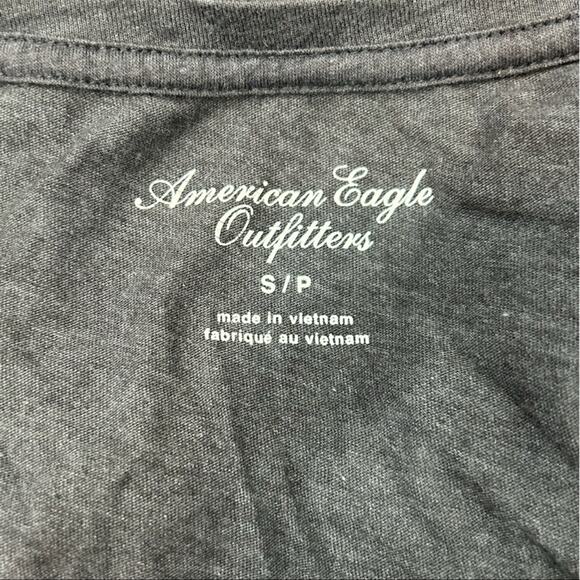 American Eagle
Outfitters
S/P
made in vietnam
fabriqué au vietnam